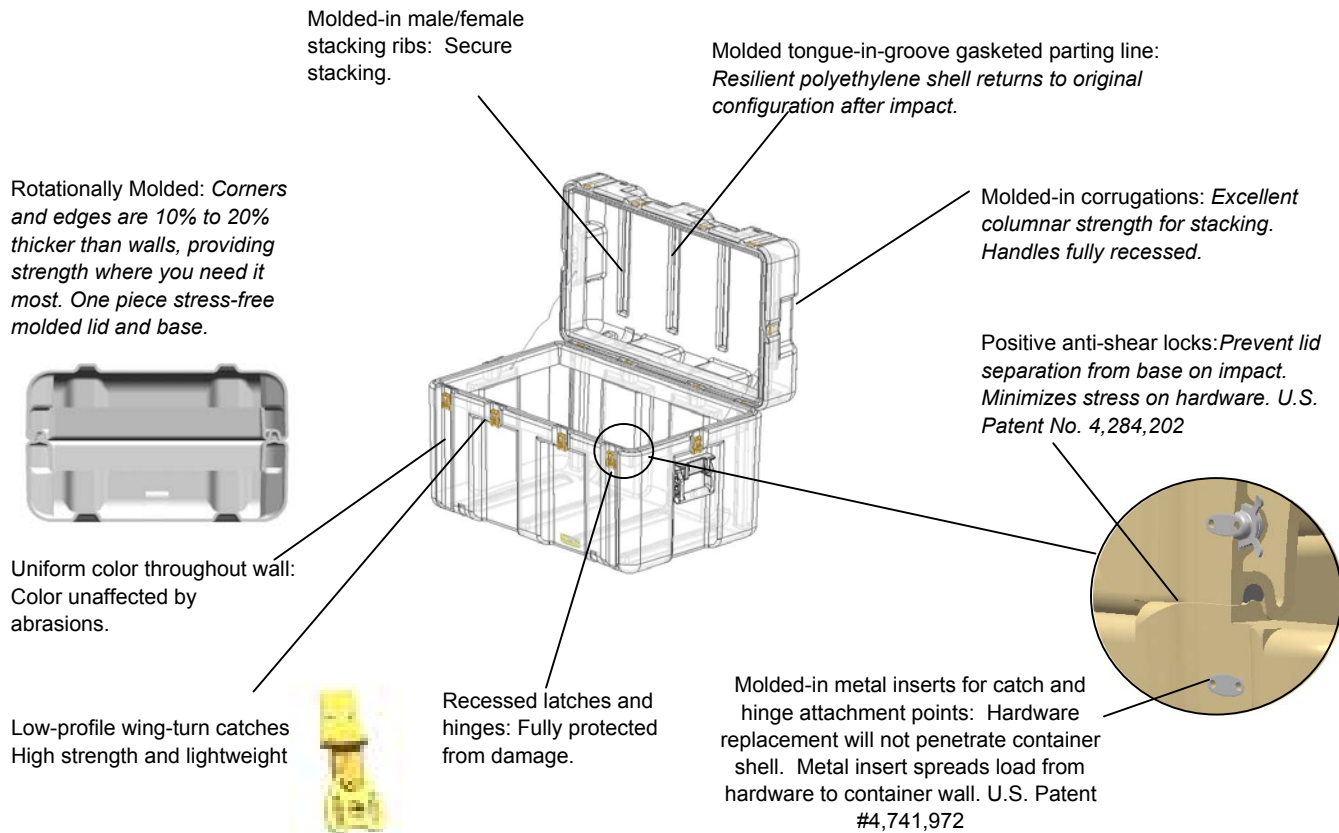 Molded-in male/female
stacking ribs: Secure
stacking.
Molded tongue-in-groove gasketed parting line:
Resilient polyethylene shell returns to original
configuration after impact.
Rotationally Molded: Corners
and edges are 10% to 20%
thicker than walls, providing
strength where you need it
most. One piece stress-free
molded lid and base.
Molded-in corrugations: Excellent
columnar strength for stacking.
Handles fully recessed.
Positive anti-shear locks:Prevent lid
separation from base on impact.
Minimizes stress on hardware. U.S.
Patent No. 4,284,202
Uniform color throughout wall:
Color unaffected by
abrasions.
Low-profile wing-turn catches
High strength and lightweight
Recessed latches and
hinges: Fully protected
from damage.
Molded-in metal inserts for catch and
hinge attachment points: Hardware
replacement will not penetrate container
shell. Metal insert spreads load from
hardware to container wall. U.S. Patent
#4,741,972